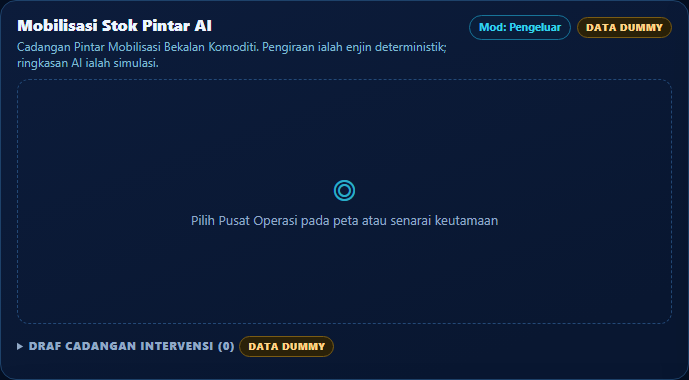 Mobilisasi Stok Pintar AI
Mod: Pengeluar
DATA DUMMY
Cadangan Pintar Mobilisasi Bekalan Komoditi. Pengiraan ialah enjin deterministik;
ringkasan AI ialah simulasi.
Pilih Pusat Operasi pada peta atau senarai keutamaan
DRAF CADANGAN INTERVENSI (0)
DATA DUMMY